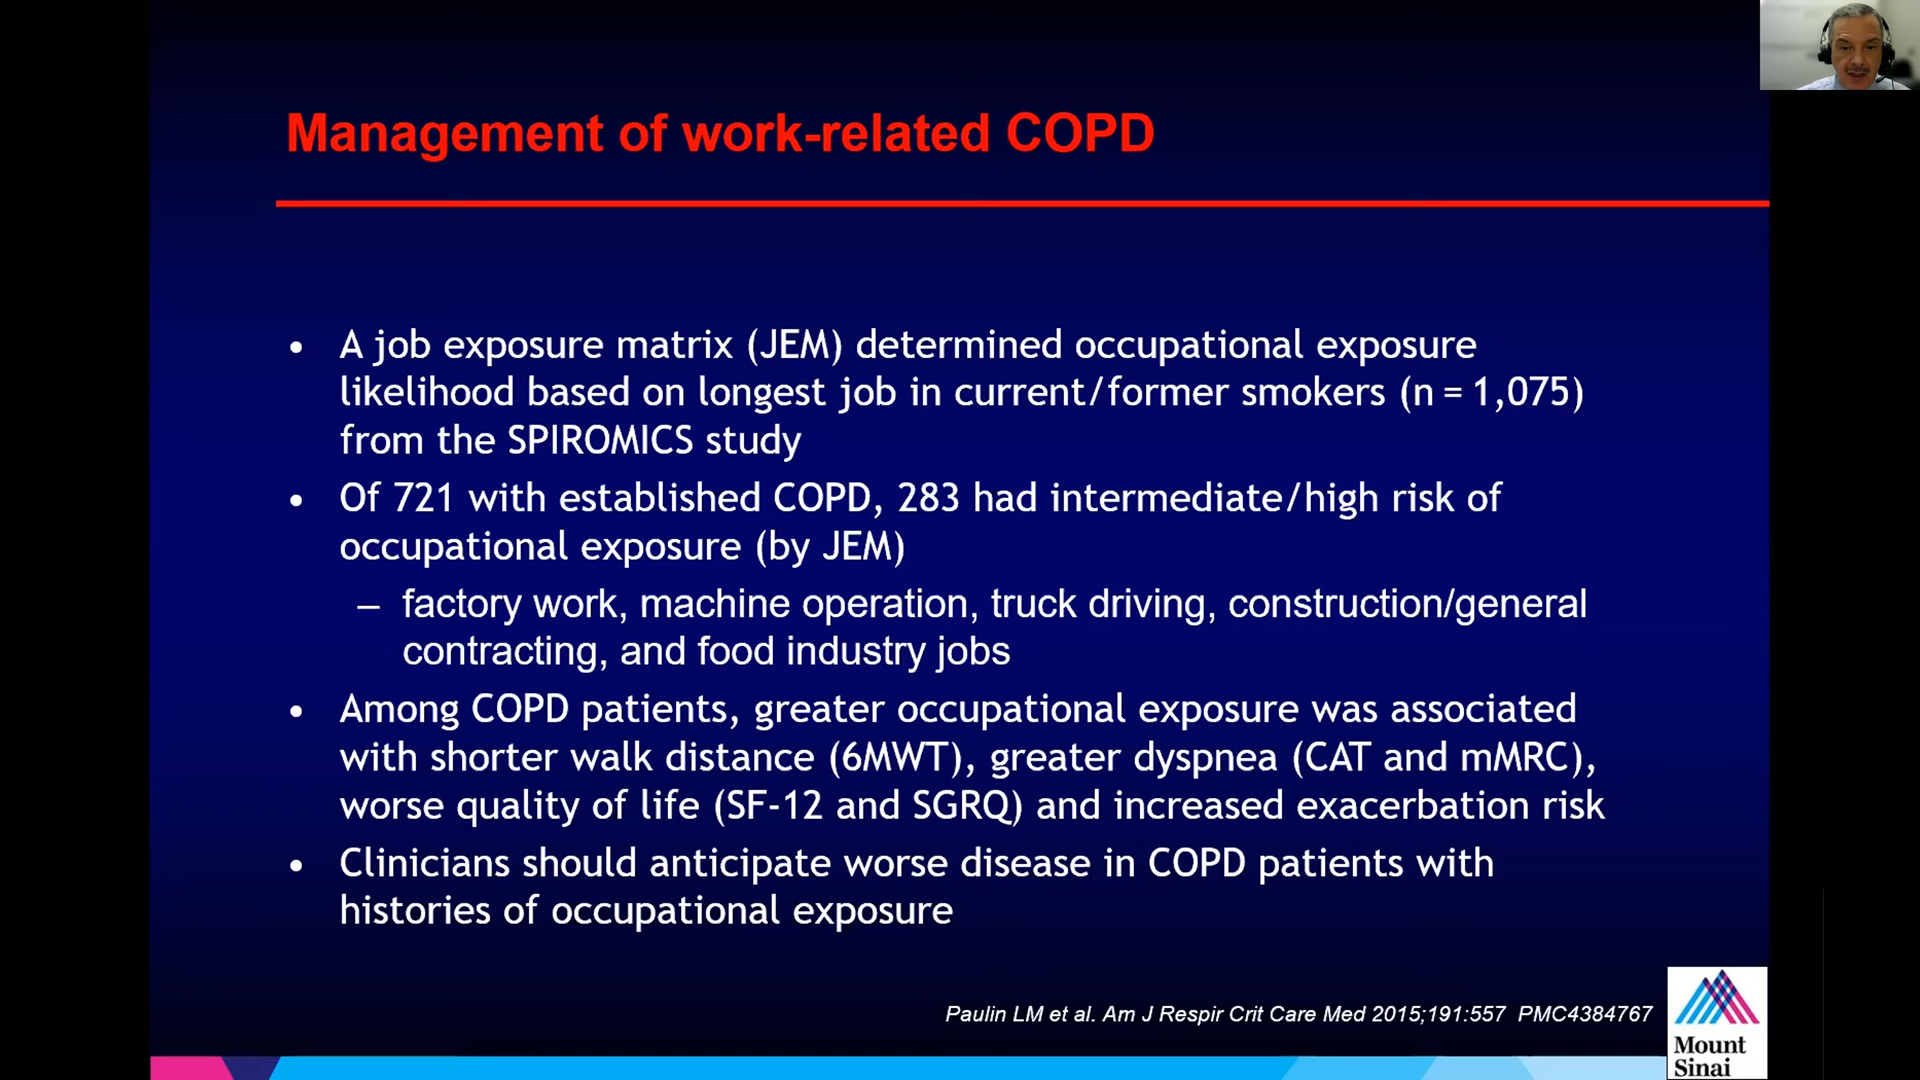 Management of work-related COPD
• A job exposure matrix (JEM) determined occupational exposure
likelihood based on longest job in current/former smokers (n = 1,075)
from the SPIROMICS study
• Of 721 with established COPD, 283 had intermediate/high risk of
occupational exposure (by JEM)
– factory work, machine operation, truck driving, construction/general
contracting, and food industry jobs
• Among COPD patients, greater occupational exposure was associated
with shorter walk distance (6MWT), greater dyspnea (CAT and mMRC),
worse quality of life (SF-12 and SGRQ) and increased exacerbation risk
• Clinicians should anticipate worse disease in COPD patients with
histories of occupational exposure
Paulin LM et al. Am J Respir Crit Care Med 2015;191:557 PMC4384767
Mount
Sinai